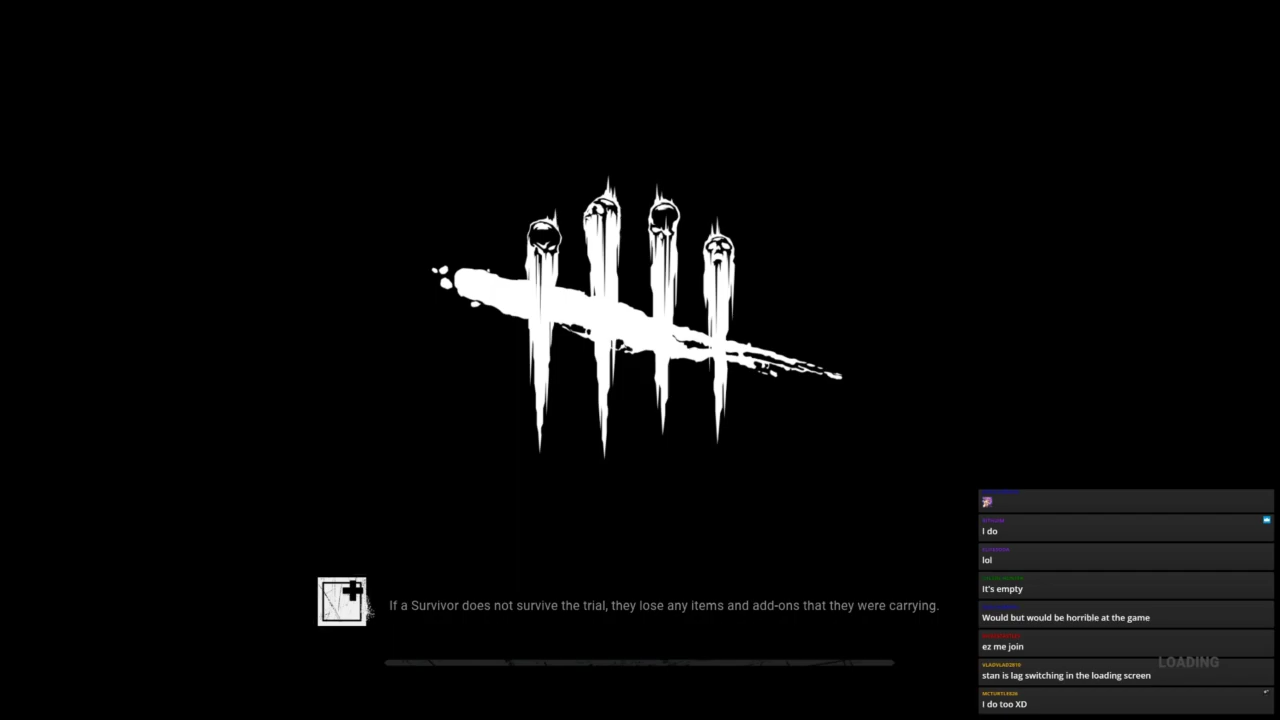 If a Survivor does not survive the trial, they lose any items and add-ons that they were carrying.
I do
lol
It's empty
Would but would be horrible at the game
ez me join
LOADING
VLADVLAD2810
stan is lag switching in the loading screen
MCTURTLES20
I do too XD